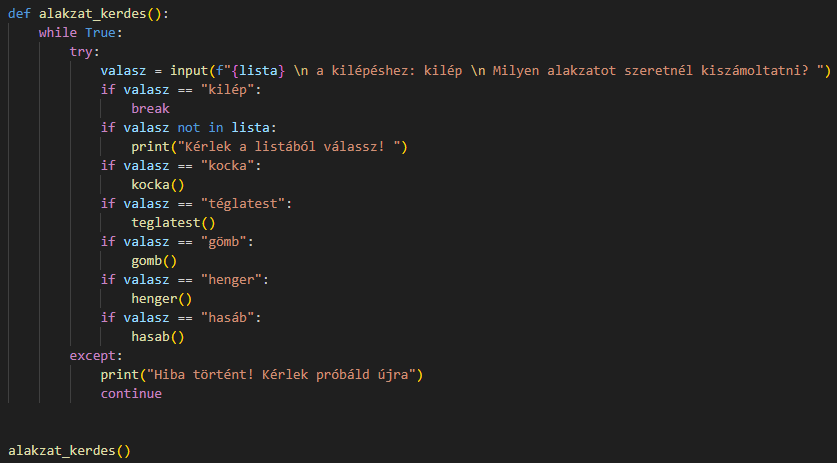 def alakzat_kerdes():
    while True:
        try:
            valasz = input(f"{lista} \n a kilépéshez: kilép \n Milyen alakzatot szeretnél kiszámoltatni? ")
            if valasz == "kilép":
                break
            if valasz not in lista:
                print("Kérlek a listából válassz! ")
            if valasz == "kocka":
                kocka()
            if valasz == "téglatest":
                teglatest()
            if valasz == "gömb":
                gomb()
            if valasz == "henger":
                henger()
            if valasz == "hasáb":
                hasab()
        except:
            print("Hiba történt! Kérlek próbáld újra")
            continue
alakzat_kerdes()